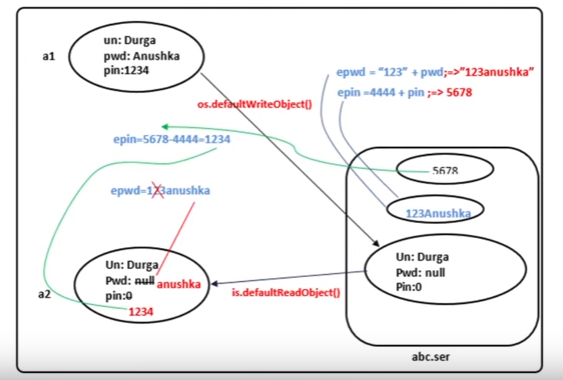 un: Durga
a1
pwd: Anushka
pin:1234
epwd = "123" + pwd;=>"123anushka"
epin =4444 + pin ;=> 5678
os.defaultWriteObject()
epin=5678-4444=1234
5678
epwd=123anushka
123Anushka
Un: Durga
Pwd: null anushka
a2
pin:0
1234
is.defaultReadObject()
Un: Durga
Pwd: null
Pin:0
abc.ser